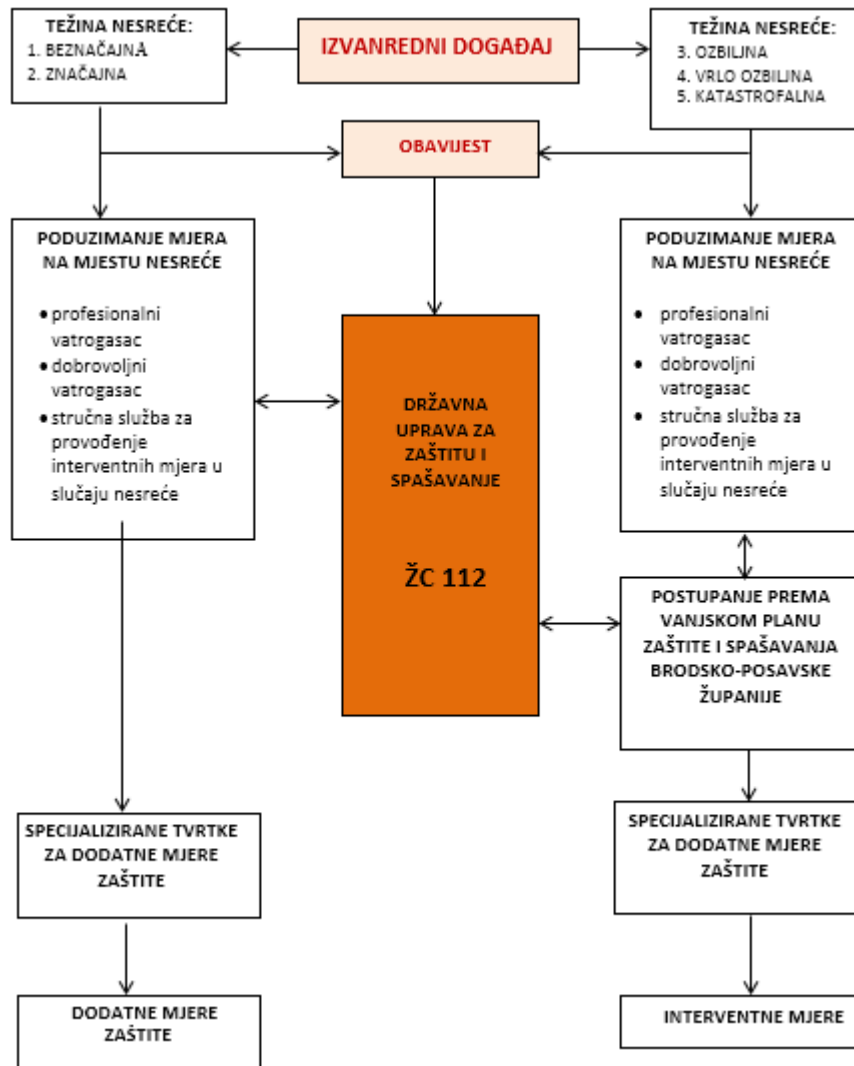 TEŽINA NESREĆE:
1. BEZNAČAJNA
2. ZNAČAJNA
IZVANREDNI DOGAĐAJ
TEŽINA NESREĆE:
3. OZBILJNA
4. VRLO OZBILJNA
5. KATASTROFALNA
OBAVIJEST
PODUZIMANJE MJERA
NA MJESTU NESREĆE
• profesionalni
vatrogasac
• dobrovoljni
vatrogasac
• stručna služba za
provođenje
interventnih mjera u
slučaju nesreće
DRŽAVNA
UPRAVA ZA
ZAŠTITU I
SPAŠAVANJE
ŽC 112
PODUZIMANJE MJERA
NA MJESTU NESREĆE
• profesionalni
vatrogasac
• dobrovoljni
vatrogasac
• stručna služba za
provođenje
interventnih mjera u
slučaju nesreće
POSTUPANJE PREMA
VANJSKOM PLANU
ZAŠTITE I SPAŠAVANJA
BRODSKO-POSAVSKE
ŽUPANIJE
SPECIJALIZIRANE TVRTKE
ZA DODATNE MJERE
ZAŠTITE
SPECIJALIZIRANE TVRTKE
ZA DODATNE MJERE
ZAŠTITE
DODATNE MJERE
ZAŠTITE
INTERVENTNE MJERE